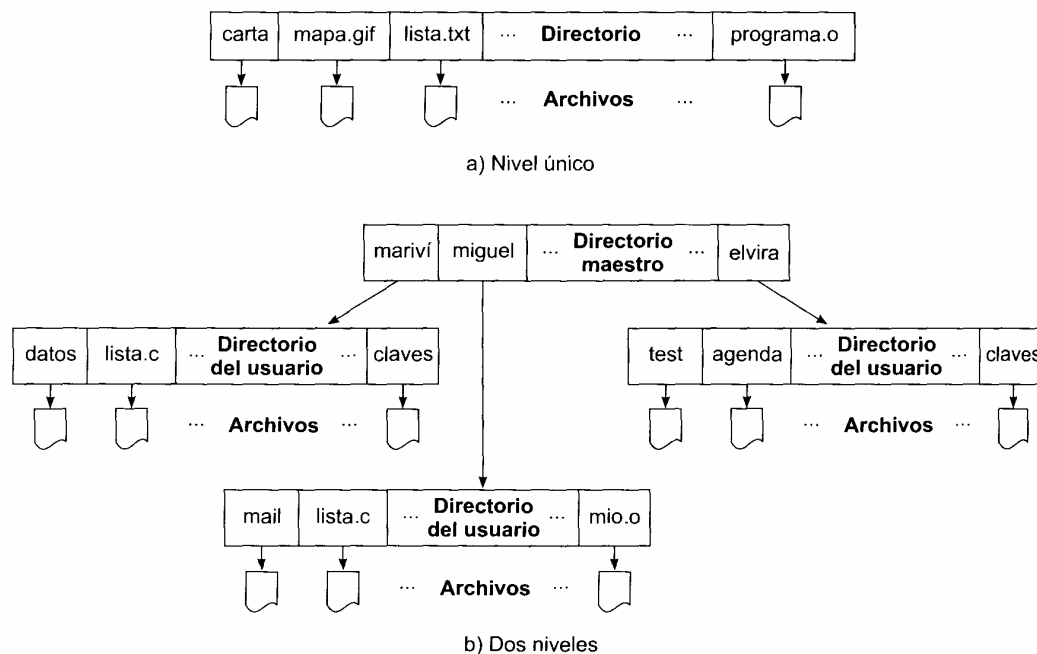 carta mapa.gif lista.txt ... Directorio ... programa.o
... Archivos ...
a) Nivel único
mariví miguel ... Directorio maestro ... elvira
datos lista.c ... Directorio del usuario ... claves
... Archivos ...
test agenda ... Directorio del usuario ... claves
... Archivos ...
mail lista.c ... Directorio del usuario ... mio.o
... Archivos ...
b) Dos niveles